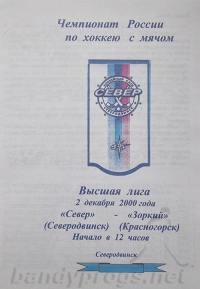 Чемпионат России
по хоккею с мячом
СЕВЕР
Высшая лига
2 декабря 2000 года
«Север» - «Зоркий»
(Северодвинск) (Красногорск)
Начало в 12 часов
Северодвинск
bandyprogs.net